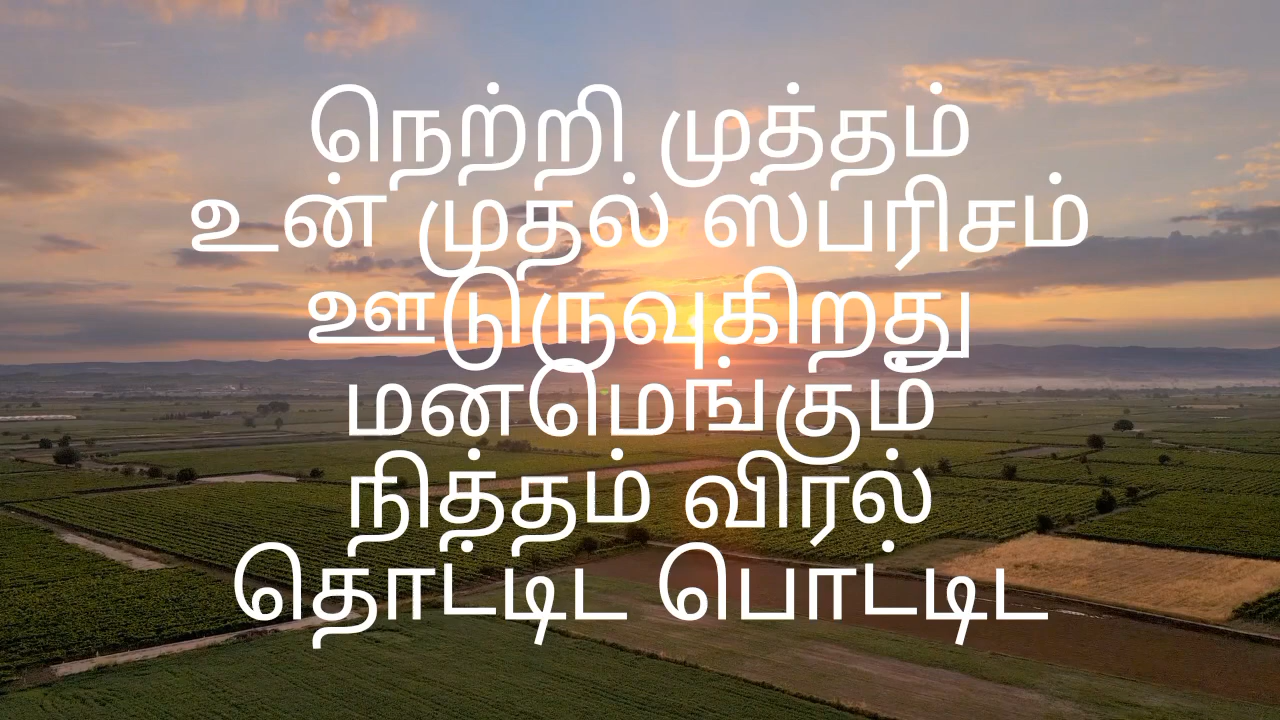 நெற்றி முத்தம்
உன் முதல் ஸ்பரிசம்
ஊடுருவுகிறது
மனமெங்கும்
நித்தம் விரல்
தொட்டிட பொட்டிட